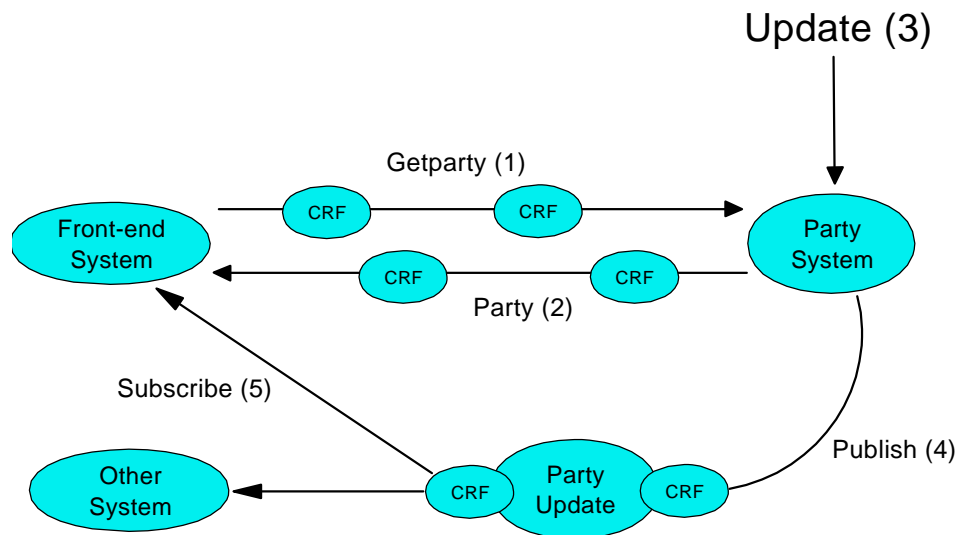 Update (3)
Getparty (1)
CRF
CRF
Front-end
System
Party
System
CRF
CRF
Party (2)
Subscribe (5)
Publish (4)
Other
System
CRF
Party
Update
CRF